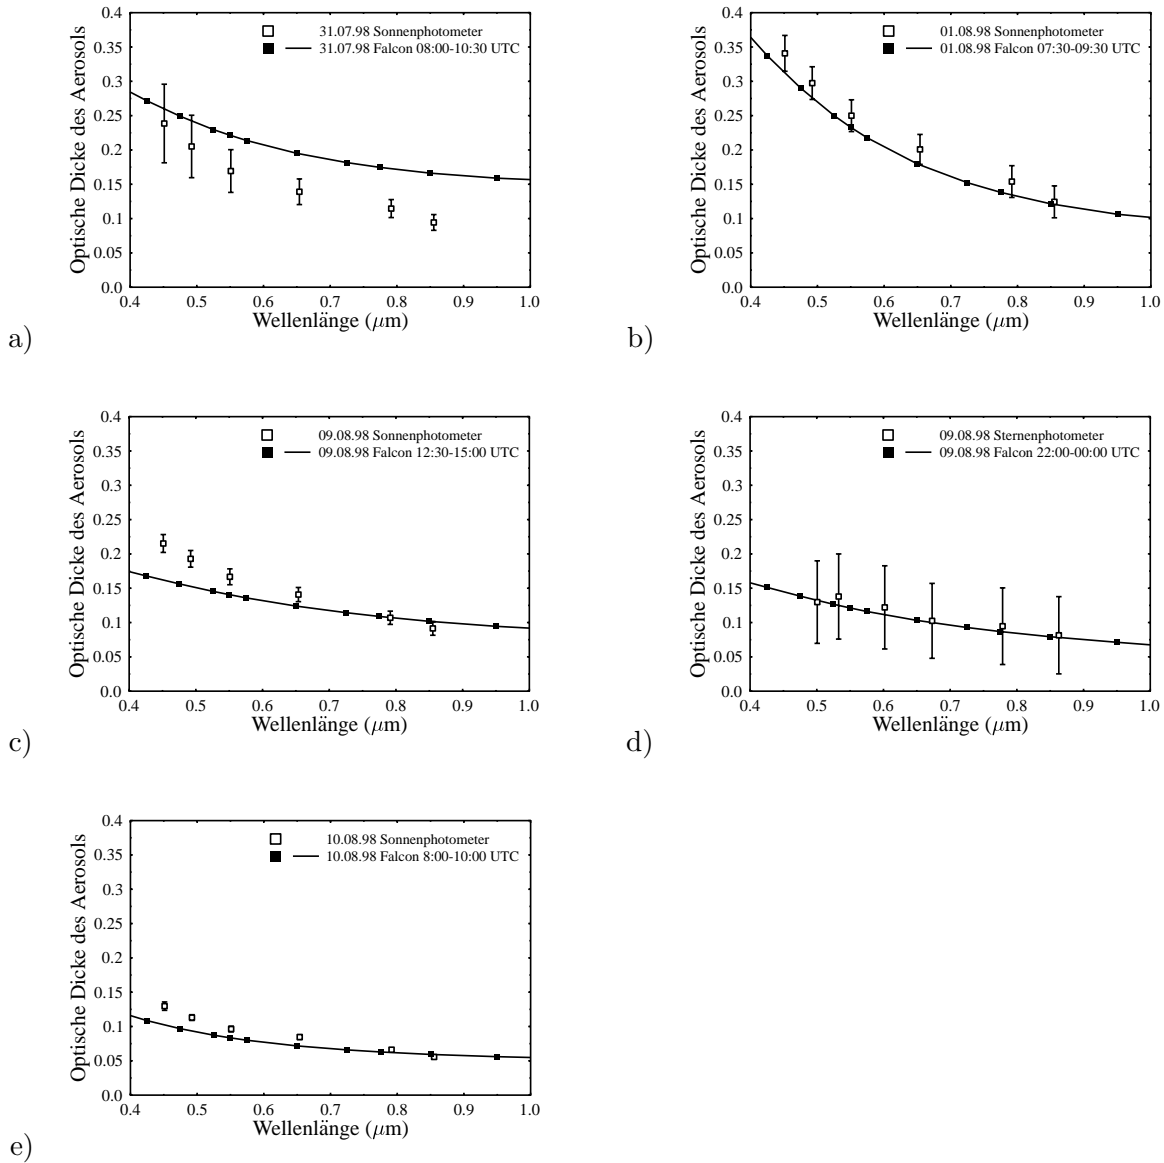 0.4
0.35
0.3
0.25
0.2
0.15
0.1
0.05
0.0
Optische Dicke des Aerosols
31.07.98 Sonnenphotometer
31.07.98 Falcon 08:00-10:30 UTC
0.4 0.5 0.6 0.7 0.8 0.9 1.0
Wellenlänge (μm)
a)
0.4
0.35
0.3
0.25
0.2
0.15
0.1
0.05
0.0
Optische Dicke des Aerosols
01.08.98 Sonnenphotometer
01.08.98 Falcon 07:30-09:30 UTC
0.4 0.5 0.6 0.7 0.8 0.9 1.0
Wellenlänge (μm)
b)
0.4
0.35
0.3
0.25
0.2
0.15
0.1
0.05
0.0
Optische Dicke des Aerosols
09.08.98 Sonnenphotometer
09.08.98 Falcon 12:30-15:00 UTC
0.4 0.5 0.6 0.7 0.8 0.9 1.0
Wellenlänge (μm)
c)
0.4
0.35
0.3
0.25
0.2
0.15
0.1
0.05
0.0
Optische Dicke des Aerosols
09.08.98 Sternenphotometer
09.08.98 Falcon 22:00-00:00 UTC
0.4 0.5 0.6 0.7 0.8 0.9 1.0
Wellenlänge (μm)
d)
0.4
0.35
0.3
0.25
0.2
0.15
0.1
0.05
0.0
Optische Dicke des Aerosols
10.08.98 Sonnenphotometer
10.08.98 Falcon 8:00-10:00 UTC
0.4 0.5 0.6 0.7 0.8 0.9 1.0
Wellenlänge (μm)
e)